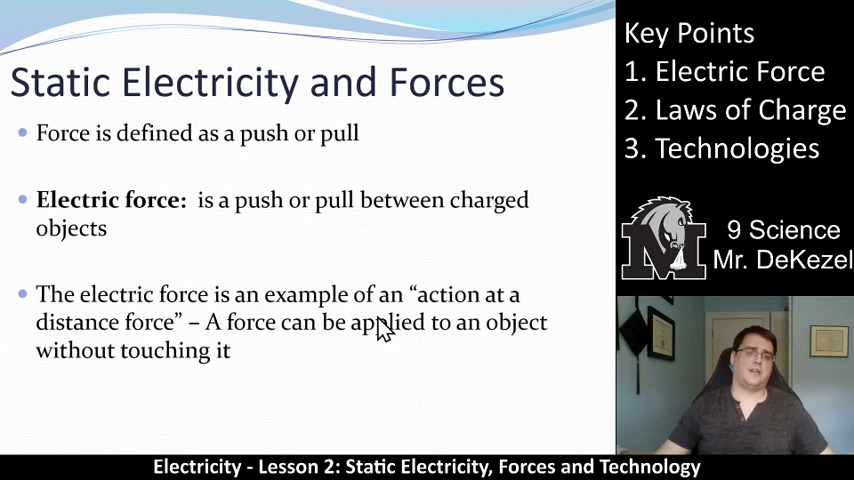 Static Electricity and Forces
Force is defined as a push or pull
Electric force:  is a push or pull between charged
objects
The electric force is an example of an “action at a
distance force” – A force can be applied to an object
without touching it
Key Points
1. Electric Force
2. Laws of Charge
3. Technologies
M
9 Science
Mr. DeKezel
Electricity - Lesson 2: Static Electricity, Forces and Technology